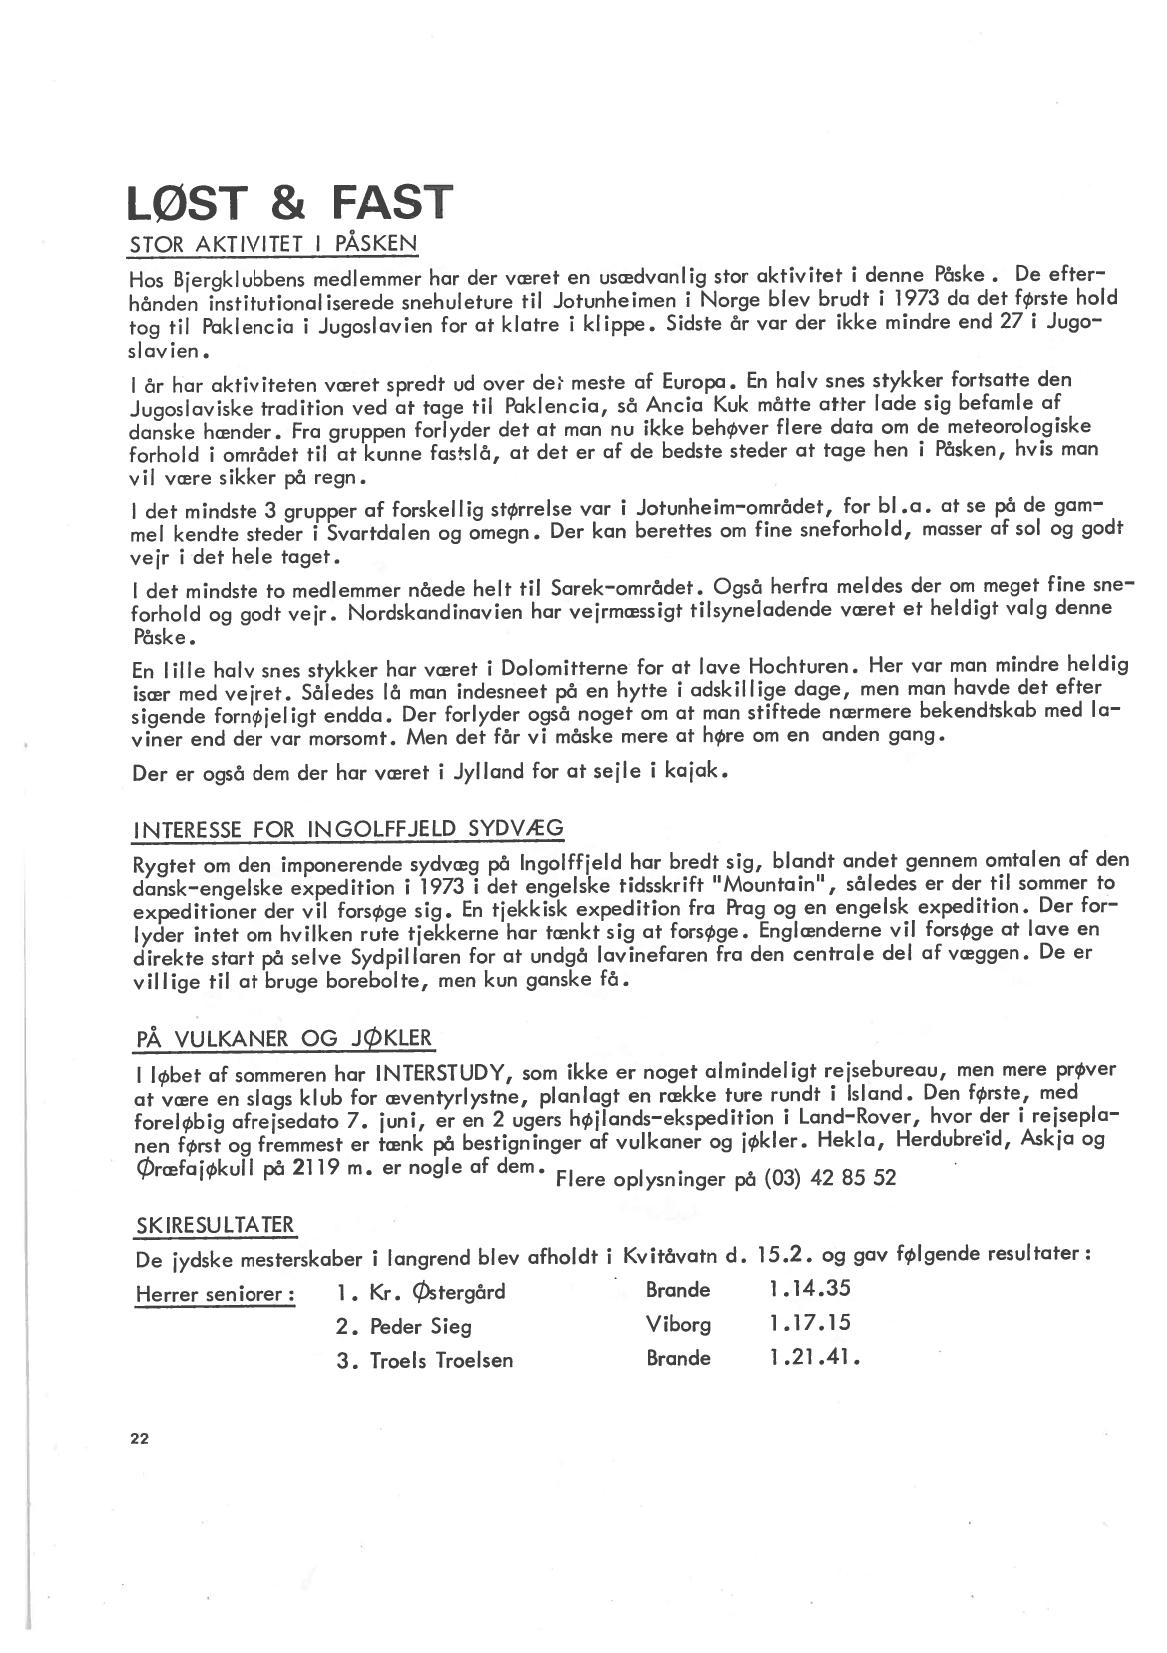 LØST & FAST
STOR AKTIVITET I PÅSKEN
Hos Bjergklubbens medlemmer har der været en usædvanlig stor aktivitet i denne Påske. De efter-
hånden institutionaliserede snehuleture til Jotunheimen i Norge blev brudt i 1973 da det første hold
tog til Paklencia i Jugoslavien for at klatre i klippe. Sidste år var der ikke mindre end 27 i Jugo-
slavien.
I år har aktiviteten været spredt ud over det meste af Europa. En halv snes stykker fortsatte den
Jugoslaviske tradition ved at tage til Paklencia, så Ancia Kuk måtte atter lade sig befamle af
danske hænder. Fra gruppen forlyder det at man nu ikke behøver flere data om de meteorologiske
forhold i området til at kunne fastslå, at det er af de bedste steder at tage hen i Påsken, hvis man
vil være sikker på regn.
I det mindste 3 grupper af forskellig størrelse var i Jotunheim-området, for bl.a. at se på de gam-
mel kendte steder i Svartdalen og omegn. Der kan berettes om fine sneforhold, masser af sol og godt
vejr i det hele taget.
I det mindste to medlemmer nåede helt til Sarek-området. Også herfra meldes der om meget fine sne-
forhold og godt vejr. Nordskandinavien har vejrmæssigt tilsyneladende været et heldigt valg denne
Påske.
En lille halv snes stykker har været i Dolomitterne for at lave Hochturen. Her var man mindre heldig
især med vejret. Således lå man indesneet på en hytte i adskillige dage, men man havde det efter
sigende fornøjeligt endda. Der forlyder også noget om at man stiftede nærmere bekendtskab med la-
viner end der var morsomt. Men det får vi måske mere at høre om en anden gang.
Der er også dem der har været i Jylland for at sejle i kajak.
INTERESSE FOR INGOLFFJELD SYDVÆG
Rygtet om den imponerende sydvæg på Ingolffjeld har bredt sig, blandt andet gennem omtalen af den
dansk-engelske expedition i 1973 i det engelske tidsskrift "Mountain", således er der til sommer to
expeditioner der vil forsøge sig. En tjekkisk expedition fra Prag og en engelsk expedition. Der for-
lyder intet om hvilken rute tjekkerne har tænkt sig at forsøge. Englænderne vil forsøge at lave en
direkte start på selve Sydpillaren for at undgå lavinefaren fra den centrale del af væggen. De er
villige til at bruge borebolte, men kun ganske få.
PÅ VULKANER OG JØKLER
I løbet af sommeren har INTERSTUDY, som ikke er noget almindeligt rejsebureau, men mere prøver
at være en slags klub for æventyrlystne, planlagt en række ture rundt i Island. Den første, med
foreløbig afrejsedato 7. juni, er en 2 ugers højlands-ekspedition i Land-Rover, hvor der i rejsepla-
nen først og fremmest er tænk på bestigninger af vulkaner og jøkler. Hekla, Herdubreid, Askja og
Øræfajøkull på 2119 m. er nogle af dem. Flere oplysninger på (03) 42 85 52
SKIRESULTATER
De jydske mesterskaber i langrend blev afholdt i Kvitåvatn d. 15.2. og gav følgende resultater:
Herrer seniorer: 1. Kr. Østergård Brande 1.14.35
2. Peder Sieg Viborg 1.17.15
3. Troels Troelsen Brande 1.21.41.
22